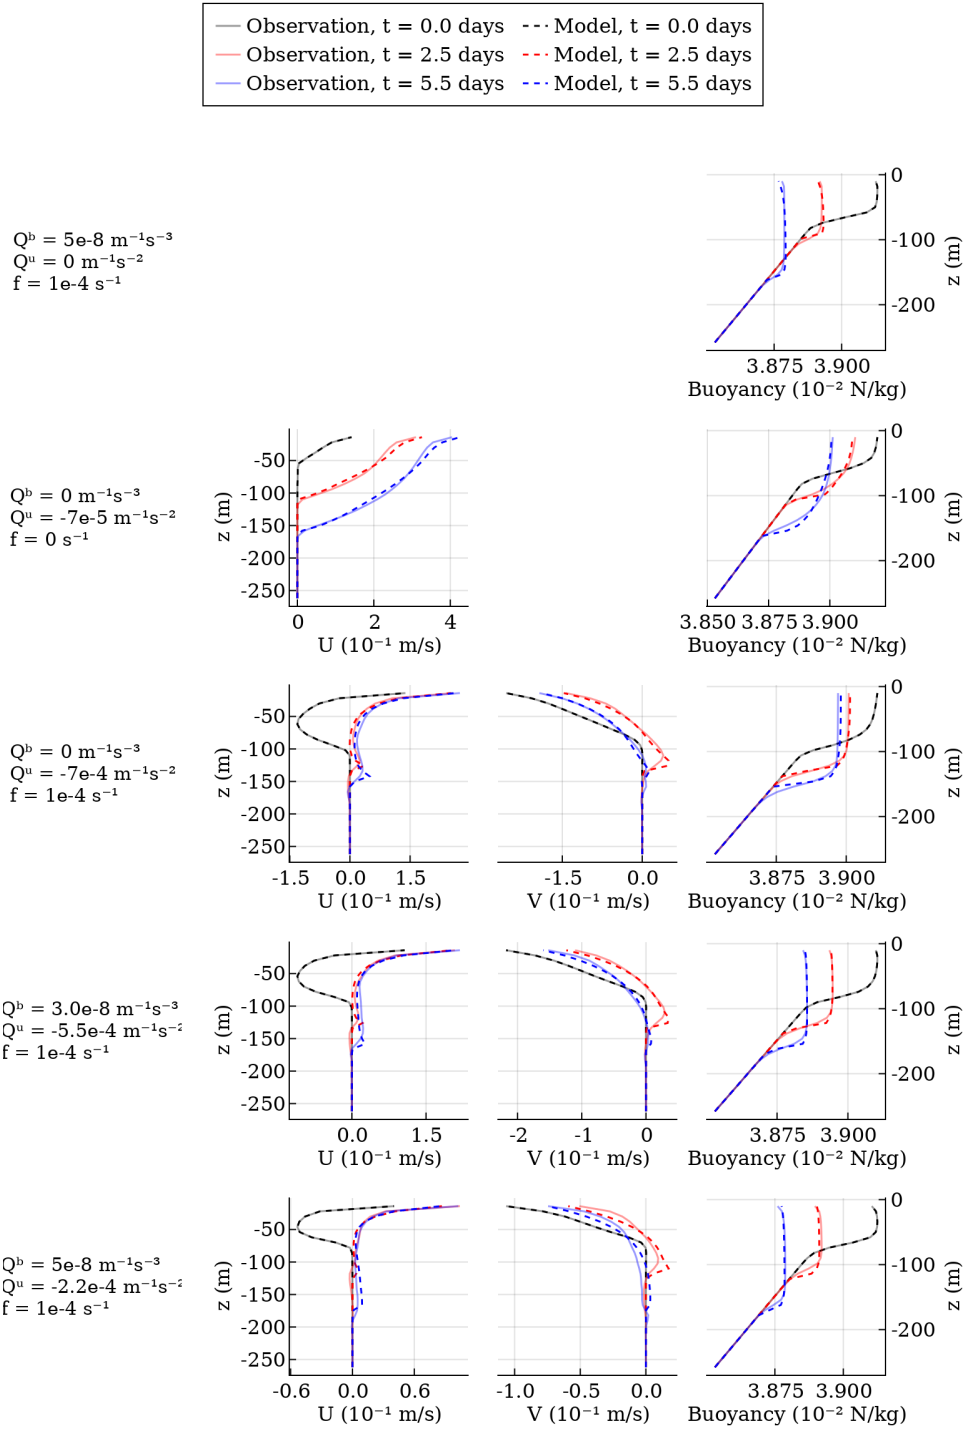 Observation, t = 0.0 days Model, t = 0.0 days
Observation, t = 2.5 days Model, t = 2.5 days
Observation, t = 5.5 days Model, t = 5.5 days
Qᵇ = 5e-8 m⁻¹s⁻³
Qᵘ = 0 m⁻¹s⁻²
f = 1e-4 s⁻¹
0
-100
-200
z (m)
3.875 3.900
Buoyancy (10⁻² N/kg)
Qᵇ = 0 m⁻¹s⁻³
Qᵘ = -7e-5 m⁻¹s⁻²
f = 0 s⁻¹
z (m)
-50
-100
-150
-200
-250
0 2 4
U (10⁻¹ m/s)
0
-100
-200
z (m)
3.850 3.875 3.900
Buoyancy (10⁻² N/kg)
Qᵇ = 0 m⁻¹s⁻³
Qᵘ = -7e-4 m⁻¹s⁻²
f = 1e-4 s⁻¹
z (m)
-50
-100
-150
-200
-250
-1.5 0.0 1.5
U (10⁻¹ m/s)
-1.5 0.0
V (10⁻¹ m/s)
0
-100
-200
z (m)
3.875 3.900
Buoyancy (10⁻² N/kg)
Qᵇ = 3.0e-8 m⁻¹s⁻³
Qᵘ = -5.5e-4 m⁻¹s⁻²
f = 1e-4 s⁻¹
z (m)
-50
-100
-150
-200
-250
0.0 1.5
U (10⁻¹ m/s)
-2 -1 0
V (10⁻¹ m/s)
0
-100
-200
z (m)
3.875 3.900
Buoyancy (10⁻² N/kg)
Qᵇ = 5e-8 m⁻¹s⁻³
Qᵘ = -2.2e-4 m⁻¹s⁻²
f = 1e-4 s⁻¹
z (m)
-50
-100
-150
-200
-250
-0.6 0.0 0.6
U (10⁻¹ m/s)
-1.0 -0.5 0.0
V (10⁻¹ m/s)
0
-100
-200
z (m)
3.875 3.900
Buoyancy (10⁻² N/kg)